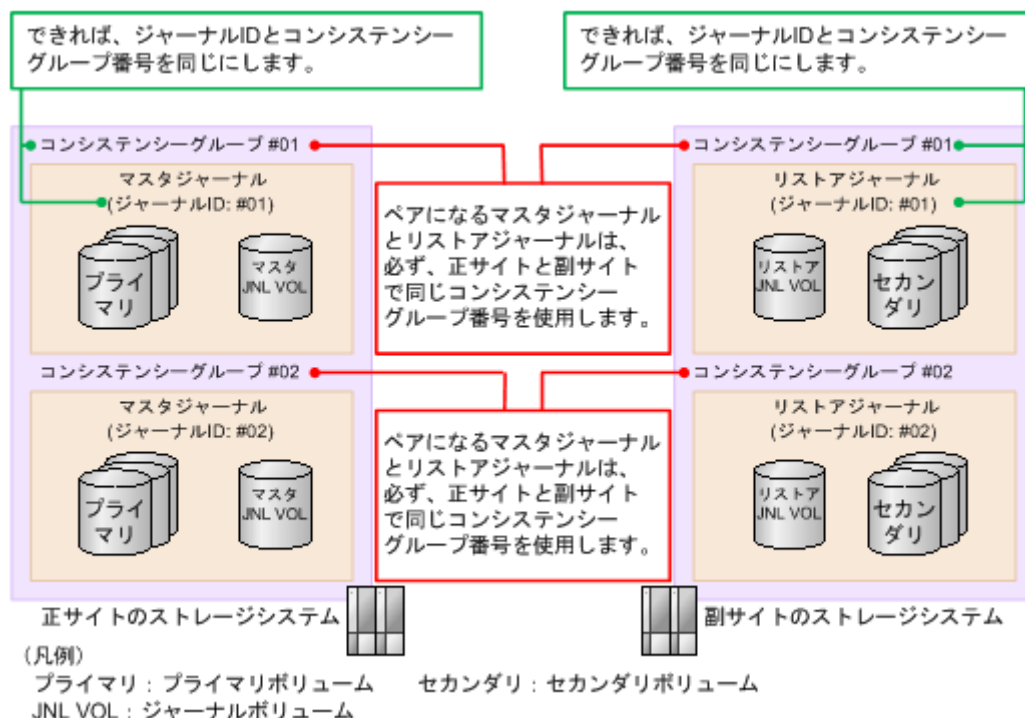 できれば、ジャーナルIDとコンシステンシー
グループ番号を同じにします。
できれば、ジャーナルIDとコンシステンシー
グループ番号を同じにします。
コンシステンシーグループ #01
マスタジャーナル
(ジャーナルID: #01)
プライ
マリ
マスタ
JNL VOL
ペアになるマスタジャーナル
とリストアジャーナルは、
必ず、正サイトと副サイト
で同じコンシステンシー
グループ番号を使用します。
コンシステンシーグループ #01
リストアジャーナル
(ジャーナルID: #01)
リストア
JNL VOL
セカン
ダリ
コンシステンシーグループ #02
マスタジャーナル
(ジャーナルID: #02)
プライ
マリ
マスタ
JNL VOL
ペアになるマスタジャーナル
とリストアジャーナルは、
必ず、正サイトと副サイト
で同じコンシステンシー
グループ番号を使用します。
コンシステンシーグループ #02
リストアジャーナル
(ジャーナルID: #02)
リストア
JNL VOL
セカン
ダリ
正サイトのストレージシステム
副サイトのストレージシステム
(凡例)
プライマリ：プライマリボリューム　セカンダリ：セカンダリボリューム
JNL VOL：ジャーナルボリューム